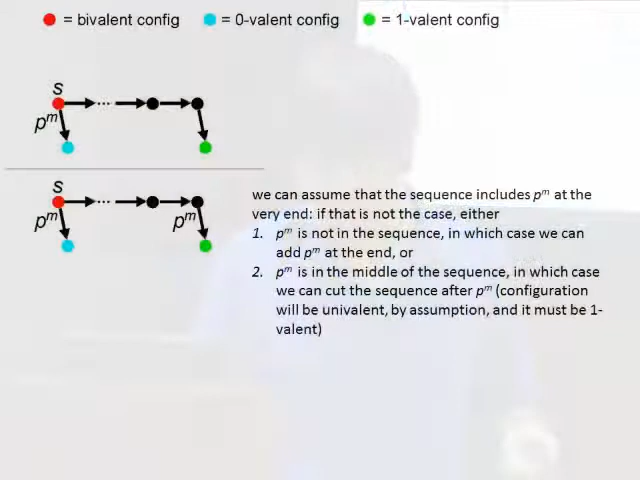 = bivalent config = 0-valent config = 1-valent config
s
...
pᵐ
s
...
pᵐ pᵐ
we can assume that the sequence includes pᵐ at the
very end: if that is not the case, either
1. pᵐ is not in the sequence, in which case we can
add pᵐ at the end, or
2. pᵐ is in the middle of the sequence, in which case
we can cut the sequence after pᵐ (configuration
will be univalent, by assumption, and it must be 1-
valent)